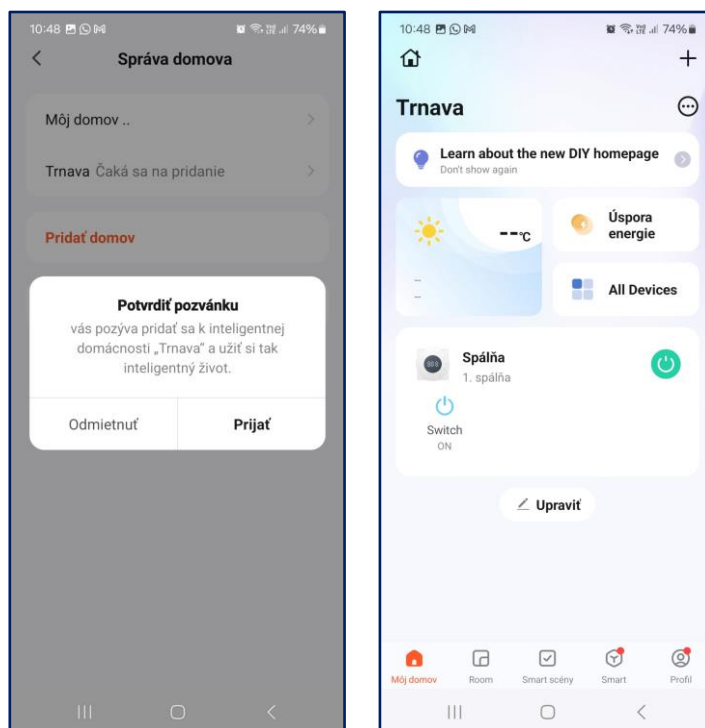 10:48 74%
Správa domova
Môj domov ..
Trnava Čaká sa na pridanie
Pridať domov
Potvrdiť pozvánku
vás pozýva pridať sa k inteligentnej
domácnosti „Trnava” a užiť si tak
inteligentný život.
Odmietnuť Prijať
10:48 74%
Trnava
Learn about the new DIY homepage
Don't show again
--°C
--
--
Úspora
energie
All Devices
Spálňa
1. spálňa
Switch
ON
Upraviť
Môj domov Room Smart scény Smart Profil